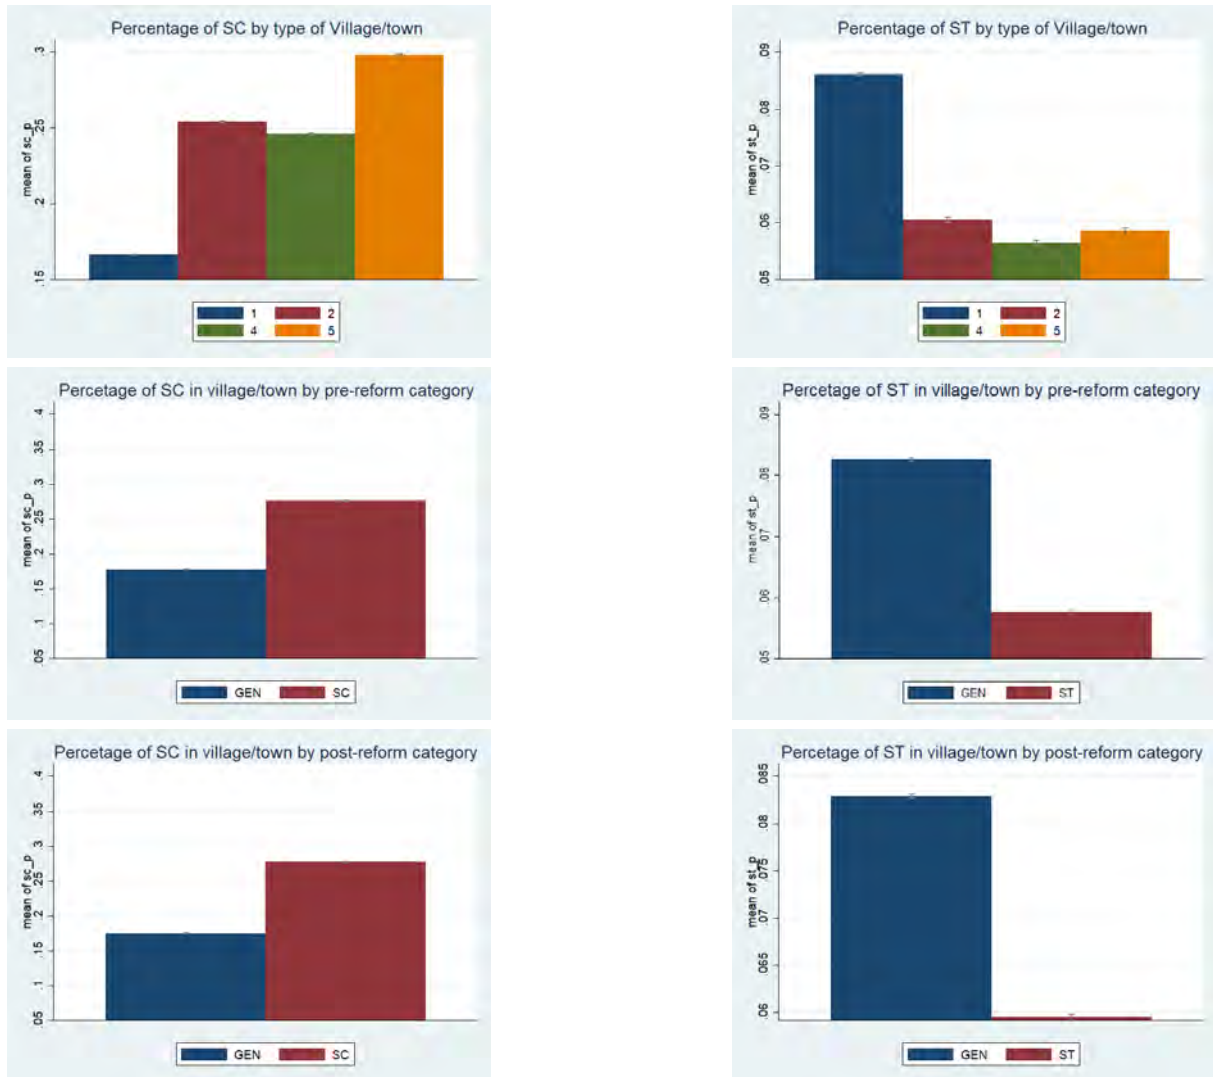 Percentage of SC by type of Village/town
mean of sc_p
.15 .2 .25 .3
1 2
4 5
Percentage of ST by type of Village/town
mean of st_p
.05 .06 .07 .08 .09
1 2
4 5
Percetage of SC in village/town by pre-reform category
mean of sc_p
.05 .1 .15 .2 .25 .3 .35 .4
GEN SC
Percetage of ST in village/town by pre-reform category
mean of st_p
.05 .06 .07 .08 .09
GEN ST
Percetage of SC in village/town by post-reform category
mean of sc_p
.05 .1 .15 .2 .25 .3 .35 .4
GEN SC
Percetage of ST in village/town by post-reform category
mean of st_p
.06 .065 .07 .075 .08 .085
GEN ST